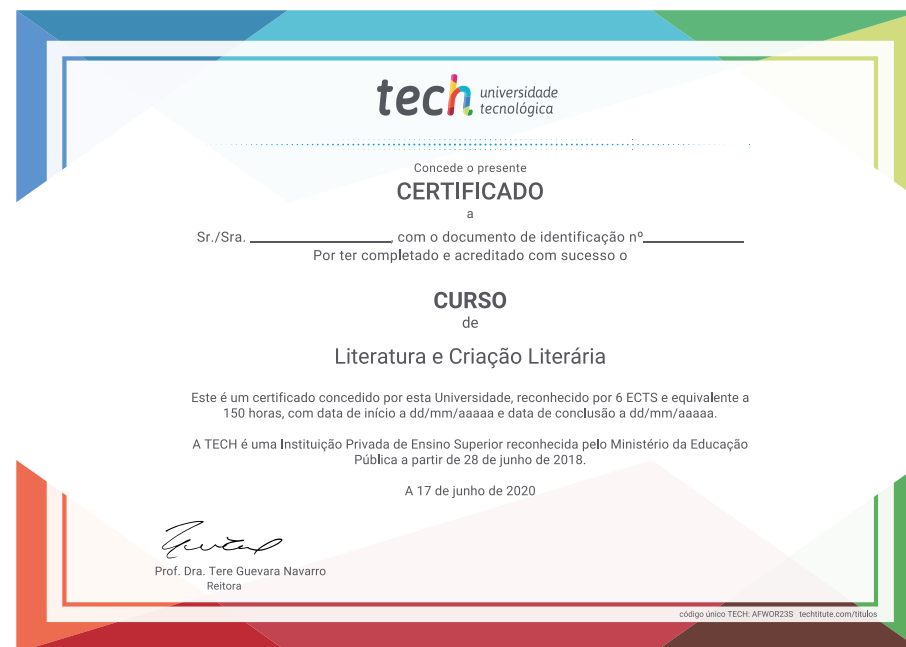 tech universidade
tecnológica
Concede o presente
CERTIFICADO
a
Sr./Sra. ___________________, com o documento de identificação nº______________
Por ter completado e acreditado com sucesso o
CURSO
de
Literatura e Criação Literária
Este é um certificado concedido por esta Universidade, reconhecido por 6 ECTS e equivalente a
150 horas, com data de início a dd/mm/aaaaa e data de conclusão a dd/mm/aaaaa.
A TECH é uma Instituição Privada de Ensino Superior reconhecida pelo Ministério da Educação
Pública a partir de 28 de junho de 2018.
A 17 de junho de 2020
Prof. Dra. Tere Guevara Navarro
Reitora
código único TECH: AFWOR23S techtitute.com/titulos